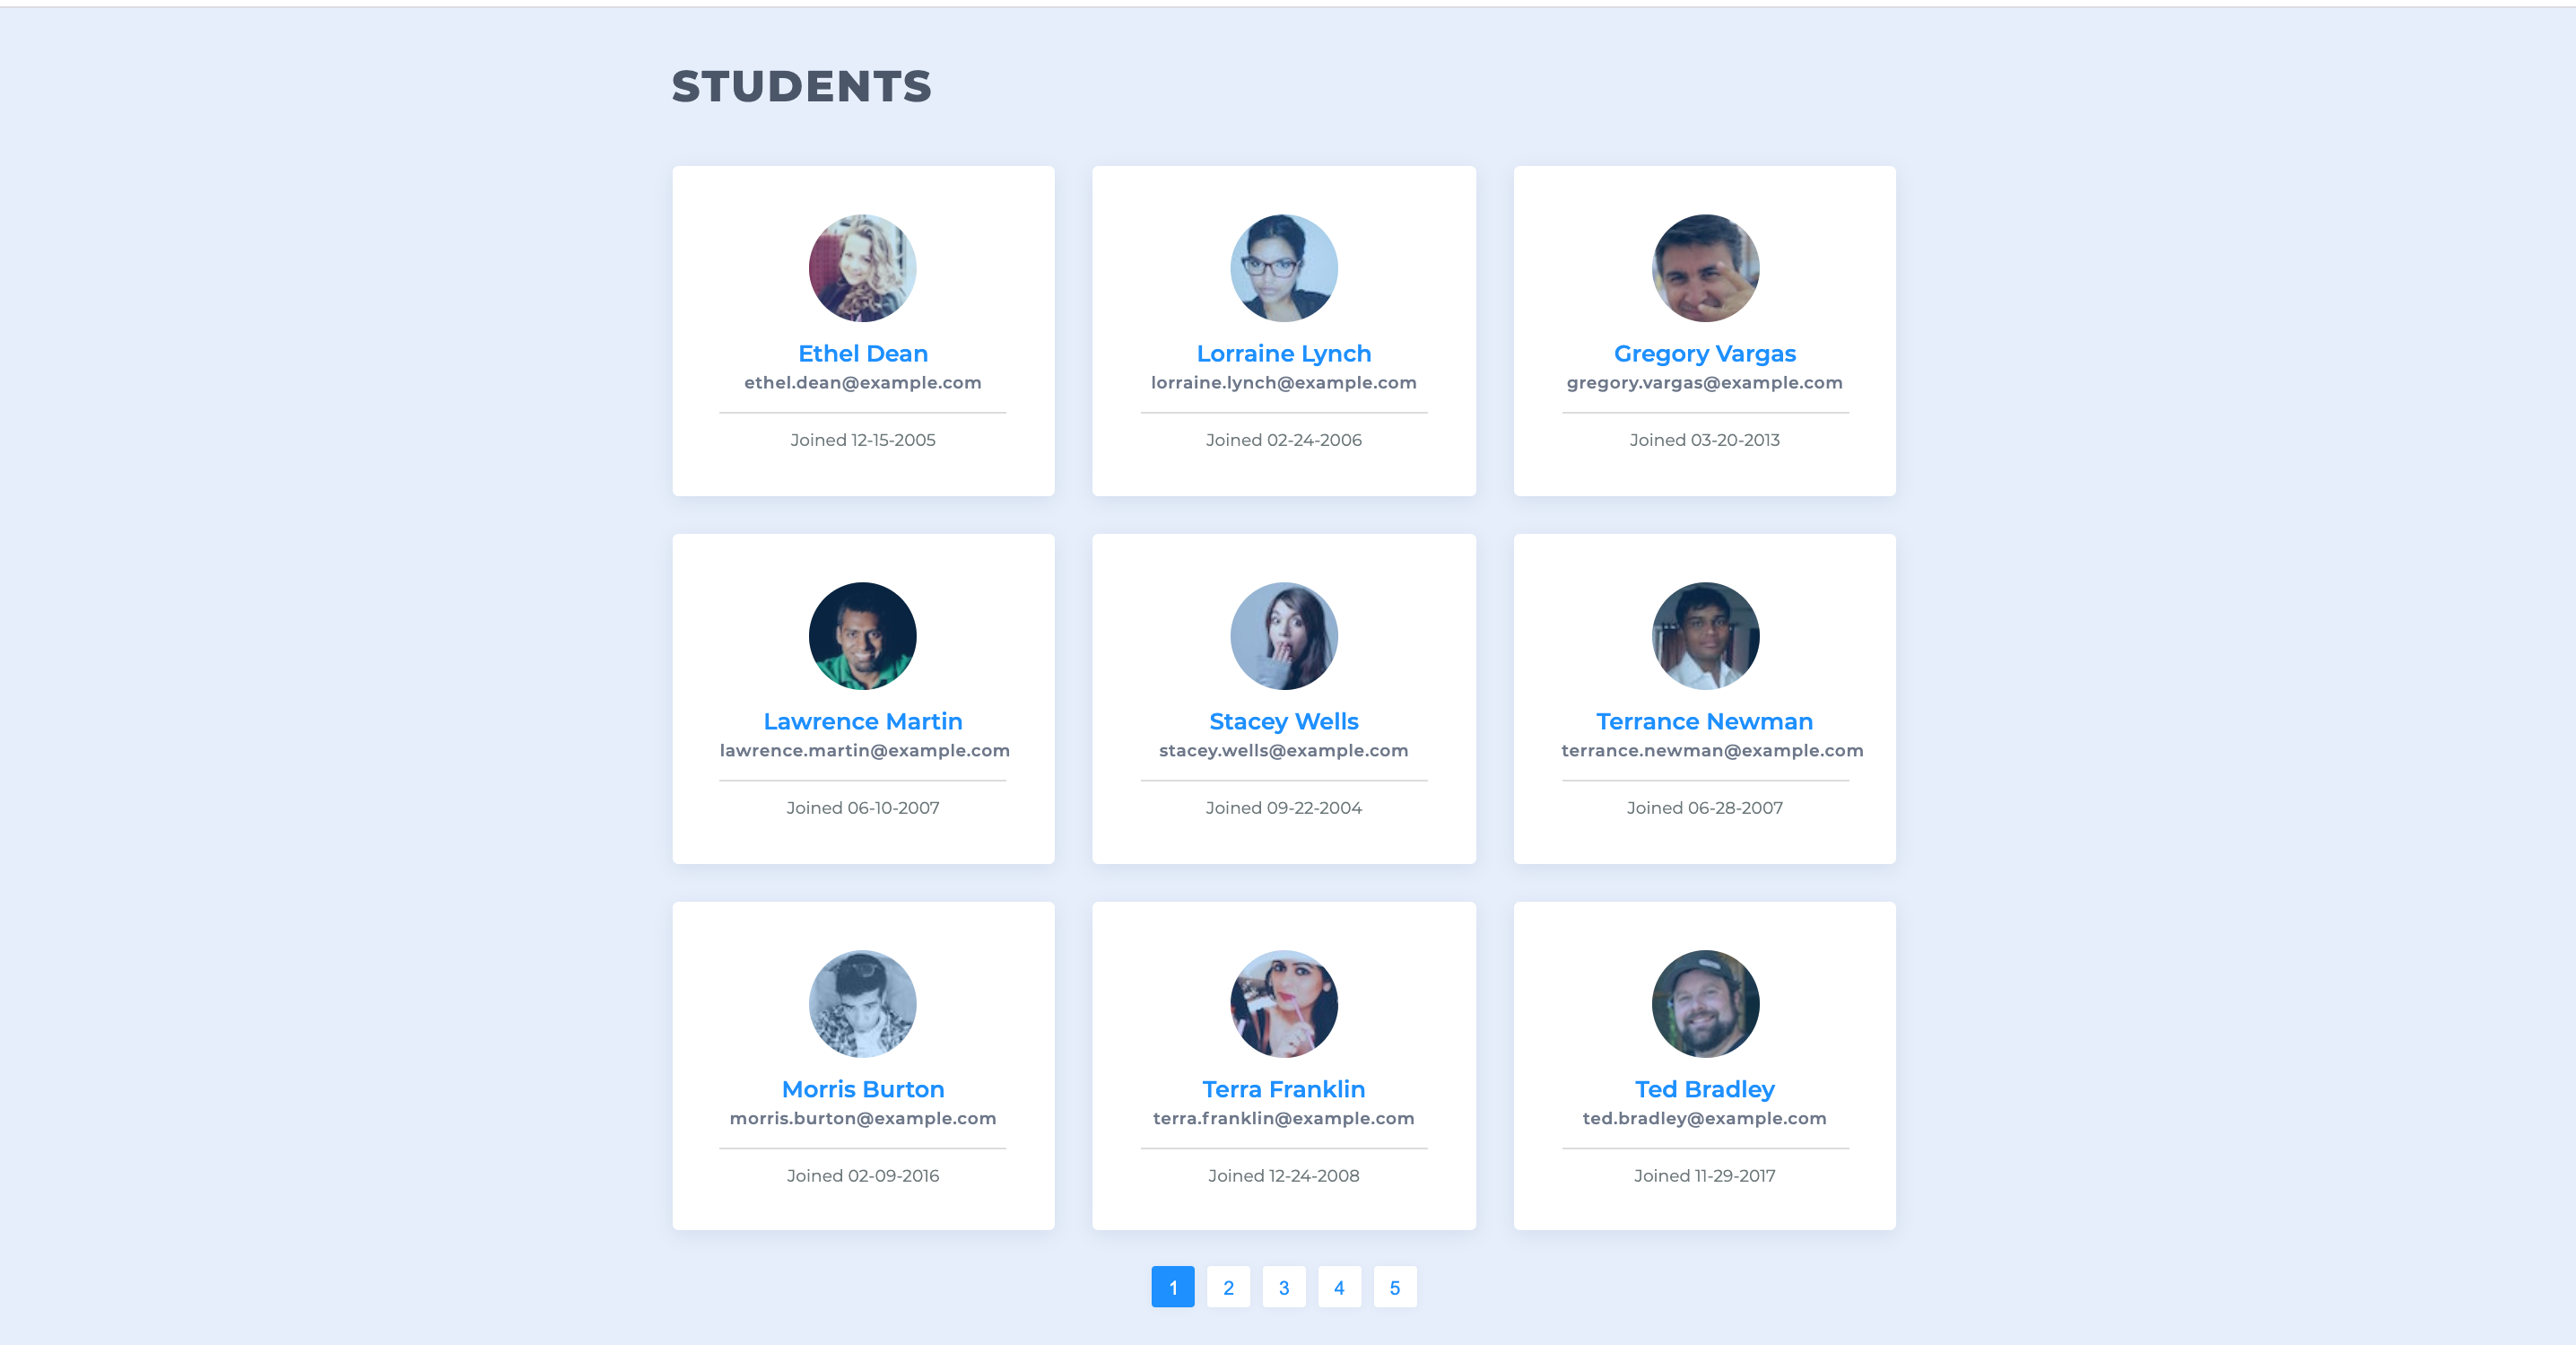 STUDENTS
Ethel Dean
ethel.dean@example.com
Joined 12-15-2005
Lorraine Lynch
lorraine.lynch@example.com
Joined 02-24-2006
Gregory Vargas
gregory.vargas@example.com
Joined 03-20-2013
Lawrence Martin
lawrence.martin@example.com
Joined 06-10-2007
Stacey Wells
stacey.wells@example.com
Joined 09-22-2004
Terrance Newman
terrance.newman@example.com
Joined 06-28-2007
Morris Burton
morris.burton@example.com
Joined 02-09-2016
Terra Franklin
terra.franklin@example.com
Joined 12-24-2008
Ted Bradley
ted.bradley@example.com
Joined 11-29-2017
1 2 3 4 5